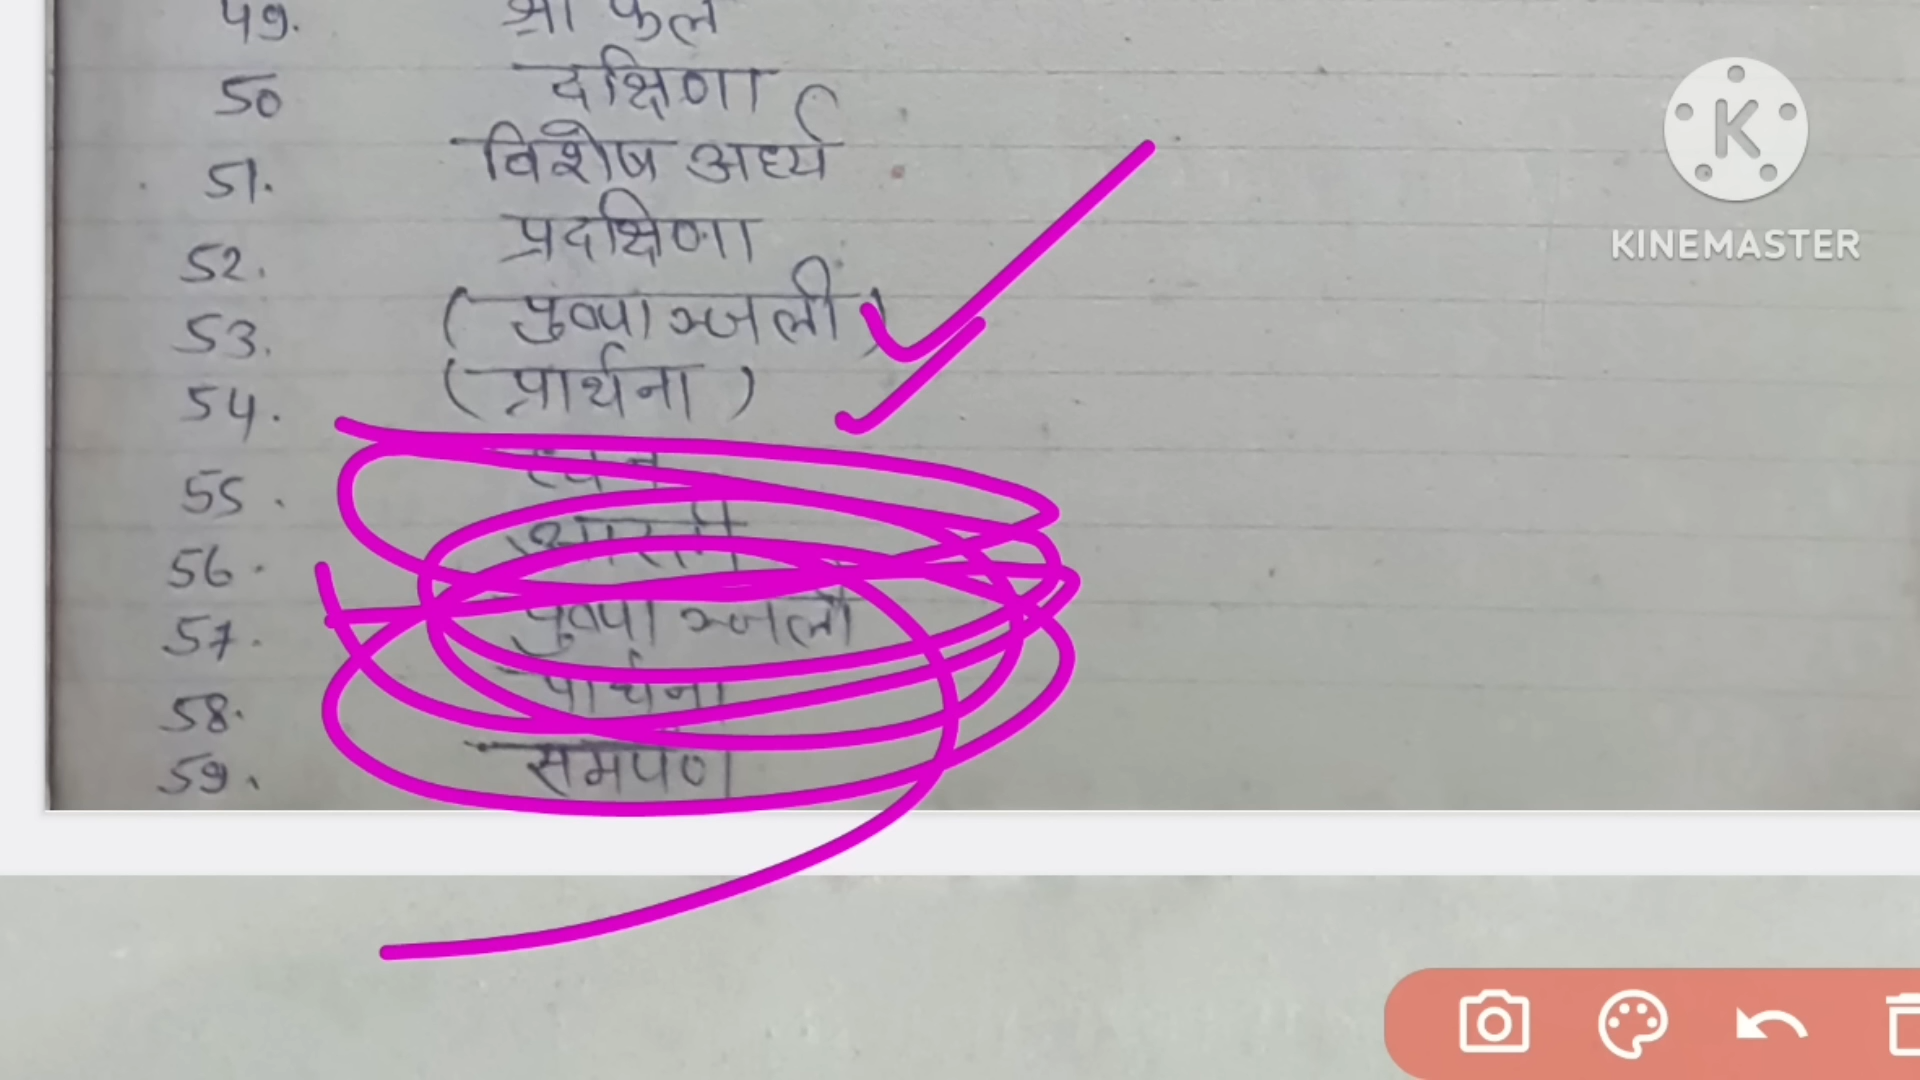 49. श्री फल
50 दक्षिणा
51. विशेष अर्घ्य
52. प्रदक्षिणा
53. (पुष्पाञ्जली)
54. (प्रार्थना)
55.
56. आरती
57. पुष्पाञ्जली
58. प्रार्थना
59. समर्पण
K
KINEMASTER